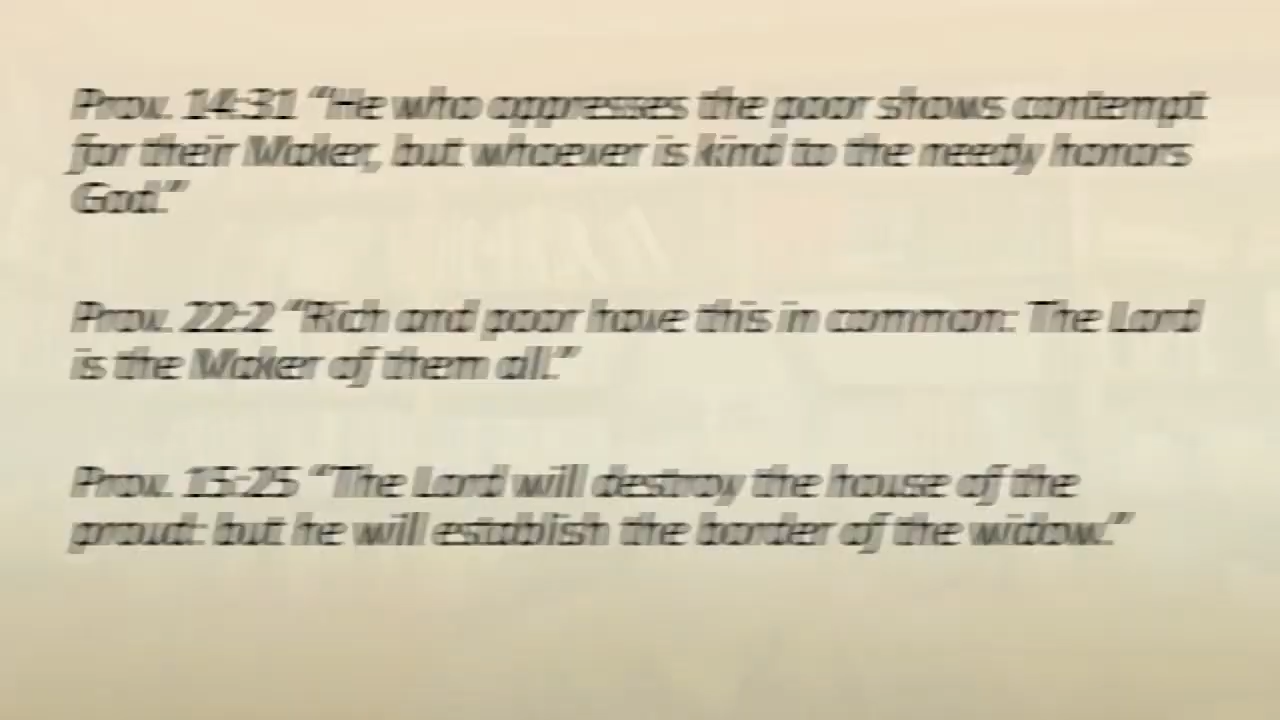 Prov. 14:31 “He who oppresses the poor shows contempt
for their Maker, but whoever is kind to the needy honors
God.”
Prov. 22:2 “Rich and poor have this in common: The Lord
is the Maker of them all.”
Prov. 15:25 “The Lord will destroy the house of the
proud: but he will establish the border of the widow.”